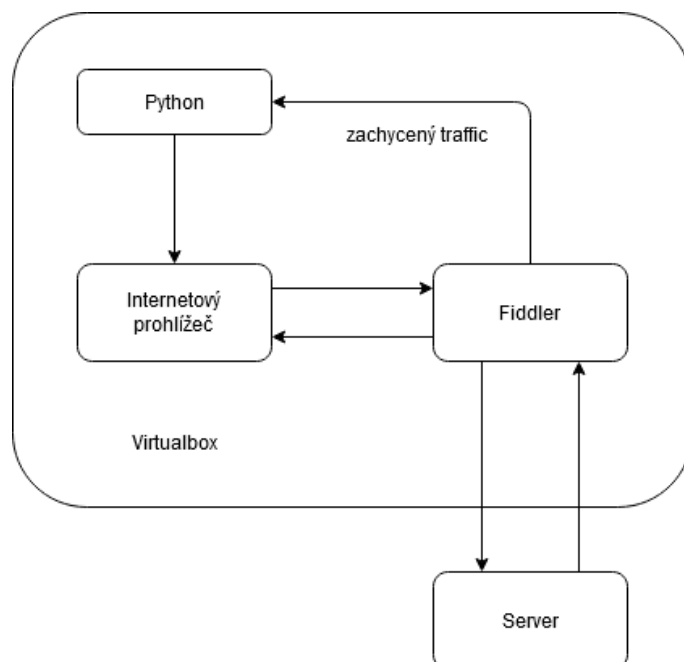 Python
zachycený traffic
Internetový
prohlížeč
Fiddler
Virtualbox
Server